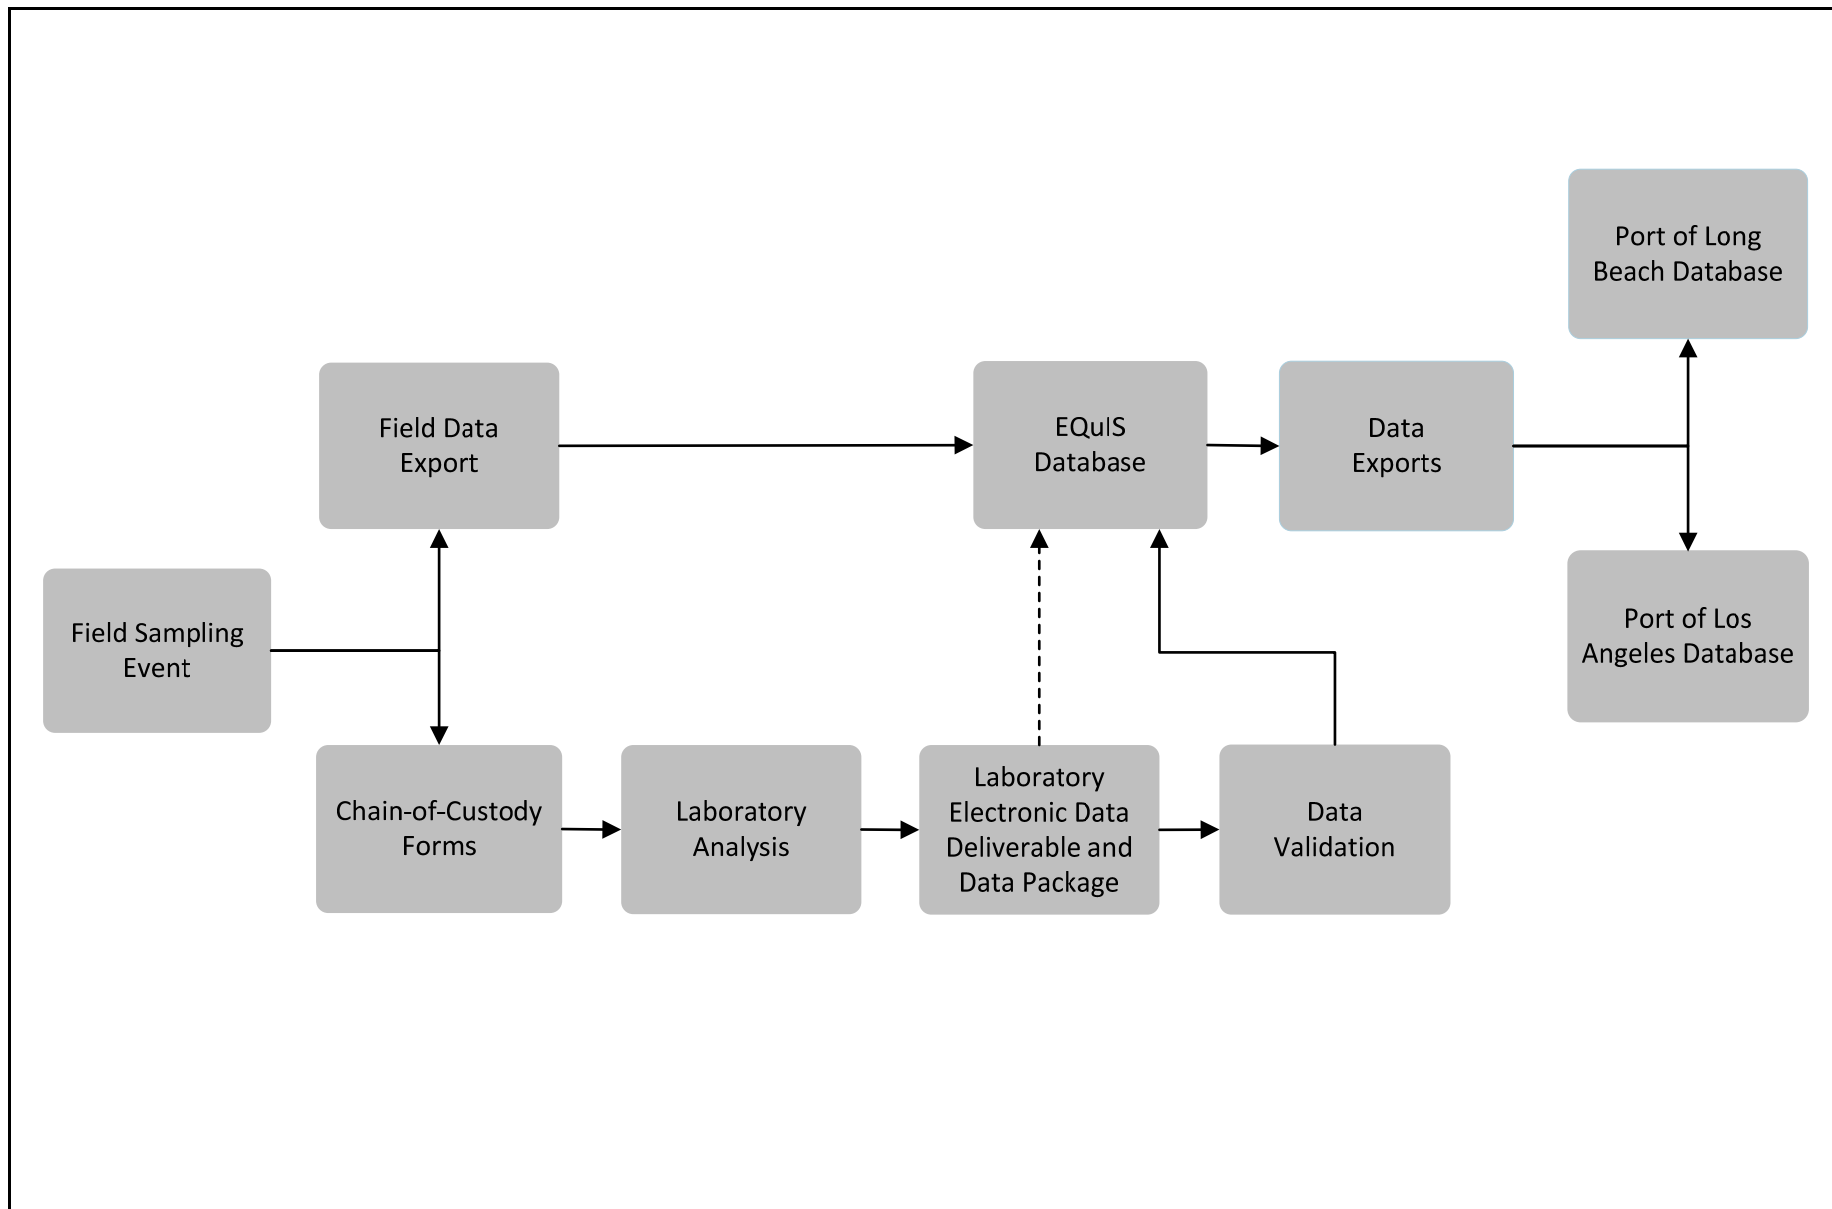 Port of Long
Beach Database
Field Data
Export
EQuIS
Database
Data
Exports
Field Sampling
Event
Port of Los
Angeles Database
Chain-of-Custody
Forms
Laboratory
Analysis
Laboratory
Electronic Data
Deliverable and
Data Package
Data
Validation